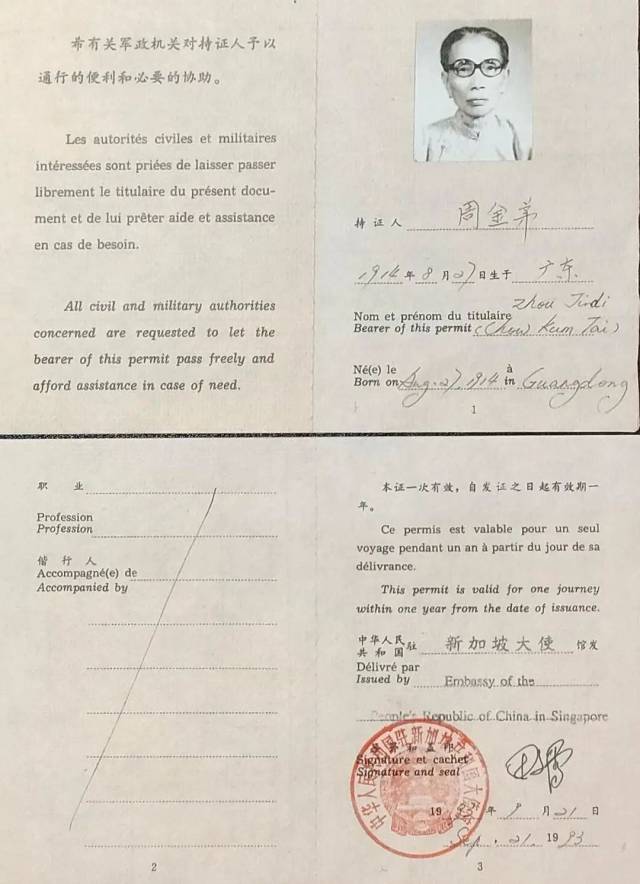 希有关军政机关对持证人予以
通行的便利和必要的协助。
Les autorités civiles et militaires
intéressées sont priées de laisser passer
librement le titulaire du présent docu-
ment et de lui prêter aide et assistance
en cas de besoin.
All civil and military authorities
concerned are requested to let the
bearer of this permit pass freely and
afford assistance in case of need.
持证人 周金弟
1914年8月27日生于 广东
Zhou Jindi
Nom et prénom du titulaire
Bearer of this permit (Chow Kum Tai)
Né(e) le à
Born on Aug. 27, 1914 in Guangdong
1
职 业
Profession
Profession
偕 行 人
Accompagné(e) de
Accompanied by
2
本证一次有效，自发证之日起有效期一
年。
Ce permis est valable pour un seul
voyage pendant un an à partir du jour de sa
délivrance.
This permit is valid for one journey
within one year from the date of issuance.
中华人民
共和国 驻 新加坡大使 馆发
Délivré par
Issued by Embassy of the
People's Republic of China in Singapore
Signature et cachet
Signature and seal
19 年 9 月 21 日
Sep. 21. 1993
3